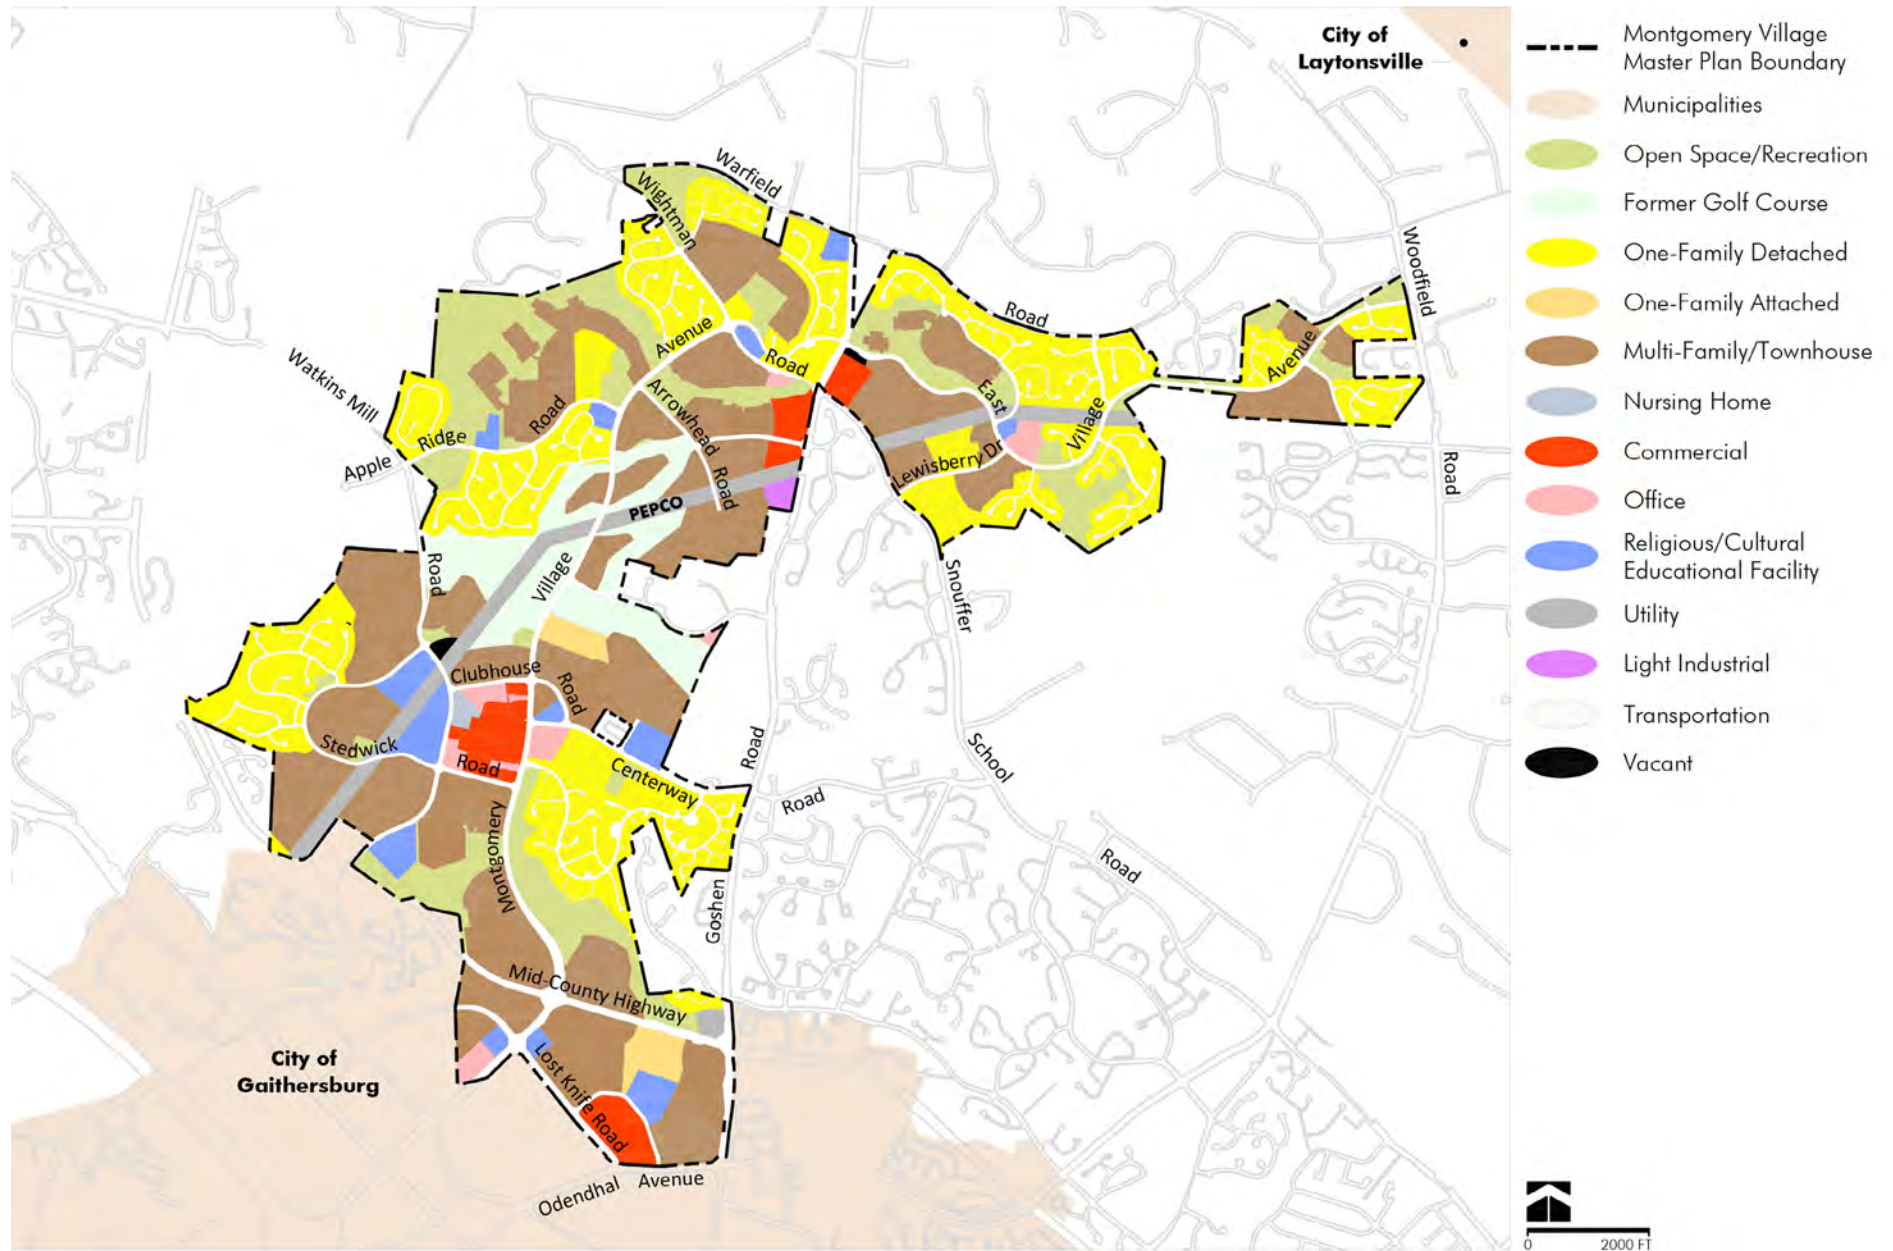 City of
Laytonsville
Warfield
Wightman
Woodfield
Road
Avenue
Road
Avenue
Watkins Mill
Arrowhead
East
Road
Ridge
Village
Apple
Lewisberry Dr
Road
Road
PEPCO
Road
Village
Snouffer
Clubhouse
Road
Stedwick
Road
Centerway
Road
School
Road
Montgomery
Road
Goshen
Mid-County Highway
City of
Gaithersburg
Lost Knife Road
Odendhal Avenue
Montgomery Village
Master Plan Boundary
Municipalities
Open Space/Recreation
Former Golf Course
One-Family Detached
One-Family Attached
Multi-Family/Townhouse
Nursing Home
Commercial
Office
Religious/Cultural
Educational Facility
Utility
Light Industrial
Transportation
Vacant
0 2000 FT